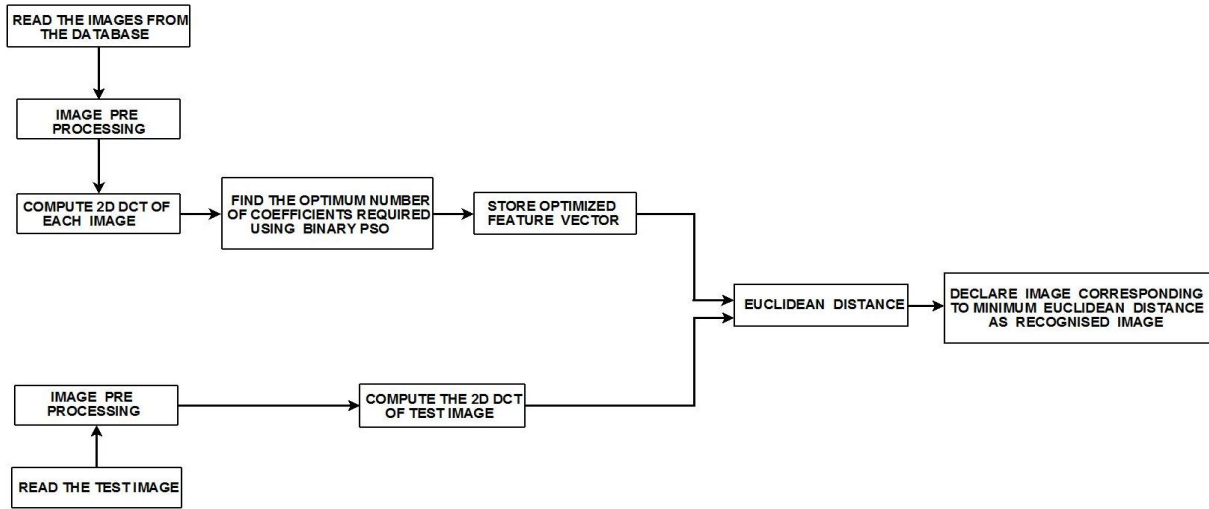 READ THE IMAGES FROM
THE DATABASE
IMAGE PRE
PROCESSING
COMPUTE 2D DCT OF
EACH IMAGE
FIND THE OPTIMUM NUMBER
OF COEFFICIENTS REQUIRED
USING BINARY PSO
STORE OPTIMIZED
FEATURE VECTOR
EUCLIDEAN DISTANCE
DECLARE IMAGE CORRESPONDING
TO MINIMUM EUCLIDEAN DISTANCE
AS RECOGNISED IMAGE
IMAGE PRE
PROCESSING
COMPUTE THE 2D DCT
OF TEST IMAGE
READ THE TEST IMAGE